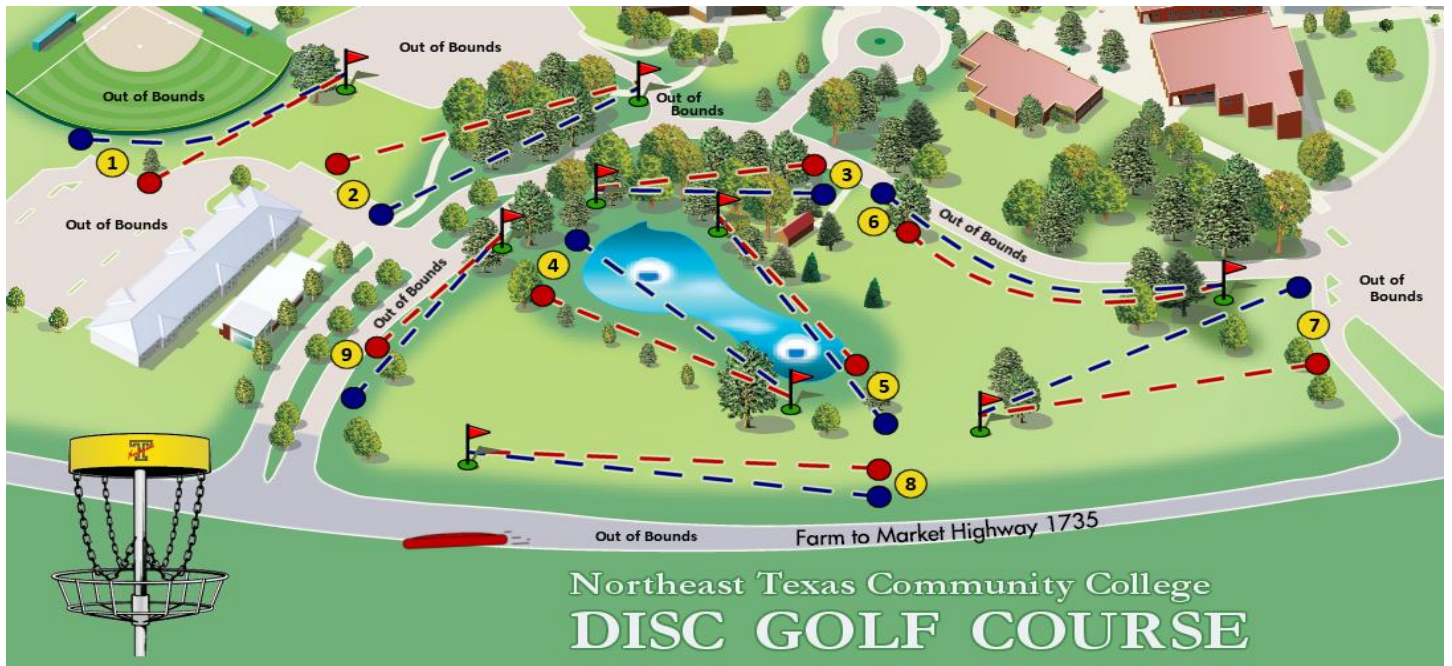 Out of Bounds
Out of Bounds
Out of
Bounds
1
2
3
Out of Bounds
6
Out of Bounds
4
Out of Bounds
Out of
Bounds
7
9
5
8
T
Out of Bounds
Farm to Market Highway 1735
Northeast Texas Community College
DISC GOLF COURSE